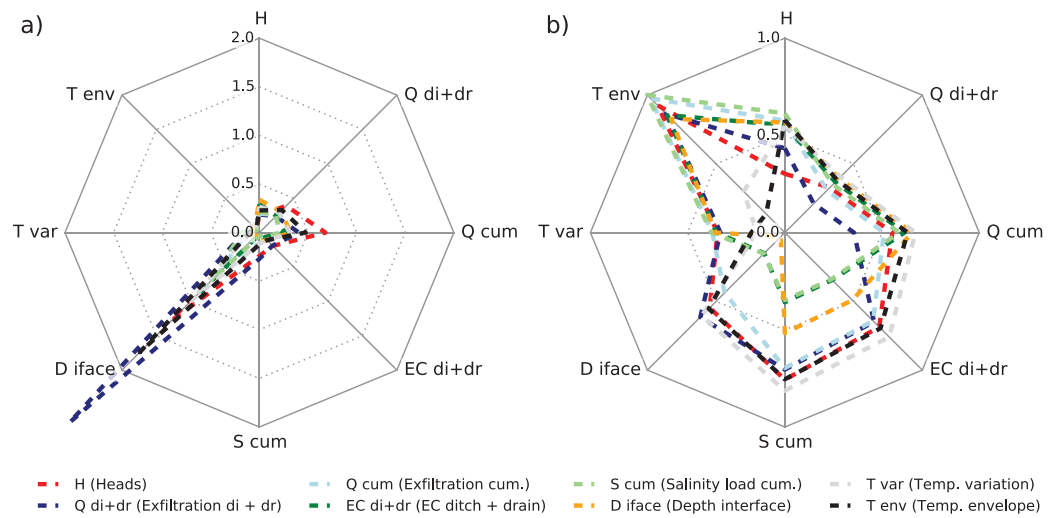 a)
H
2.0
1.5
1.0
0.5
0.0
T env
Q di+dr
T var
Q cum
D iface
EC di+dr
S cum
b)
H
1.0
0.5
0.0
T env
Q di+dr
T var
Q cum
D iface
EC di+dr
S cum
H (Heads)
Q cum (Exfiltration cum.)
S cum (Salinity load cum.)
T var (Temp. variation)
Q di+dr (Exfiltration di + dr)
EC di+dr (EC ditch + drain)
D iface (Depth interface)
T env (Temp. envelope)